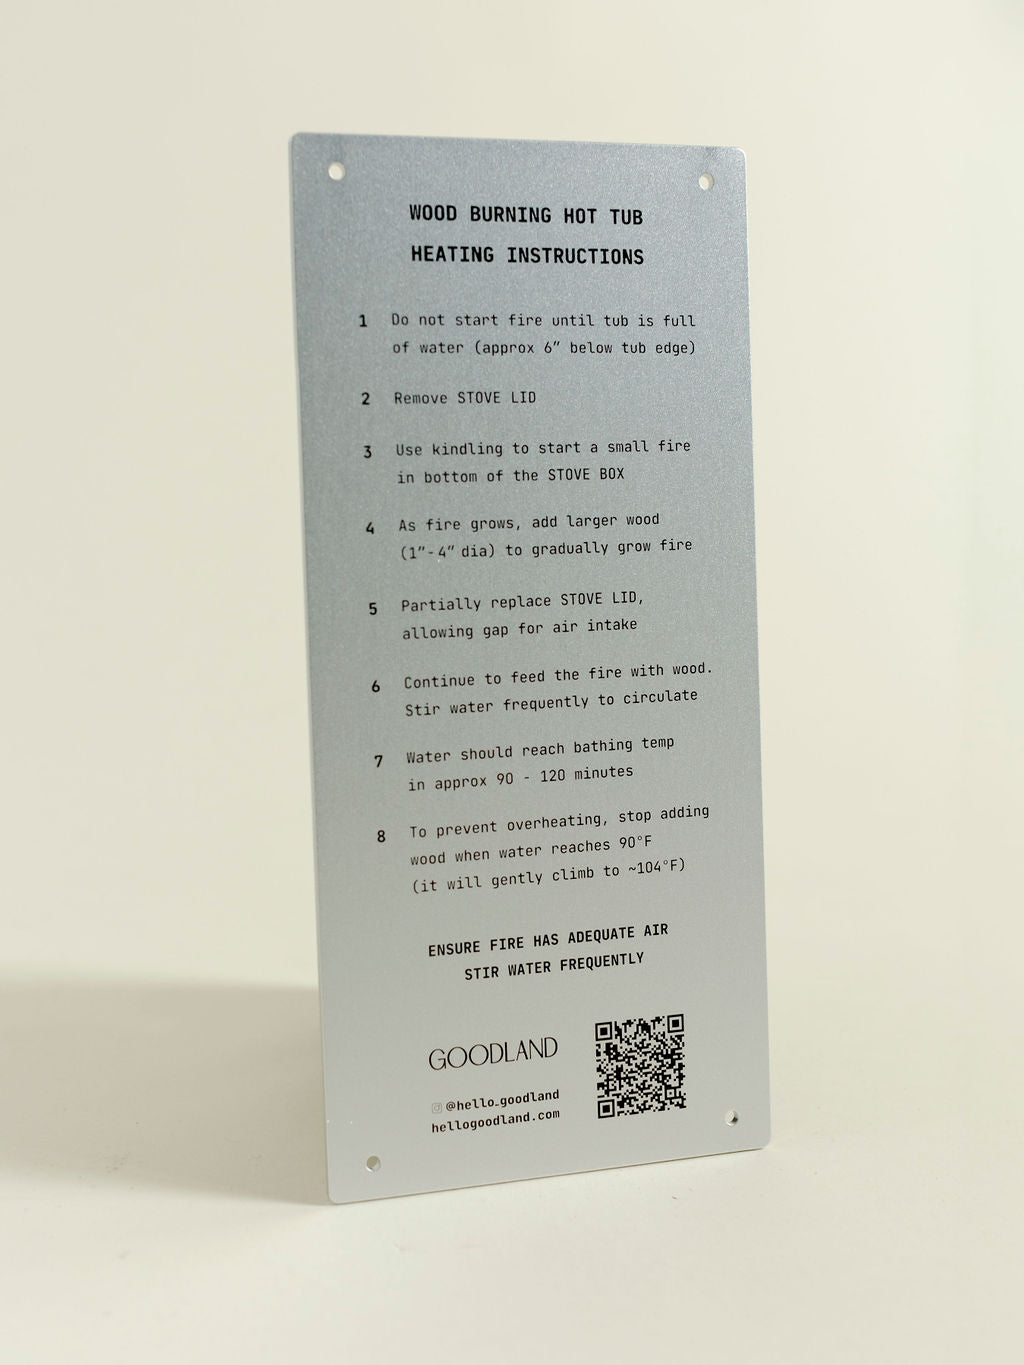 WOOD BURNING HOT TUB
HEATING INSTRUCTIONS
1 Do not start fire until tub is full
of water (approx 6” below tub edge)
2 Remove STOVE LID
3 Use kindling to start a small fire
in bottom of the STOVE BOX
4 As fire grows, add larger wood
(1”-4” dia) to gradually grow fire
5 Partially replace STOVE LID,
allowing gap for air intake
6 Continue to feed the fire with wood.
Stir water frequently to circulate
7 Water should reach bathing temp
in approx 90 - 120 minutes
8 To prevent overheating, stop adding
wood when water reaches 90°F
(it will gently climb to ~104°F)
ENSURE FIRE HAS ADEQUATE AIR
STIR WATER FREQUENTLY
GOODLAND
@hello_goodland
hellogoodland.com